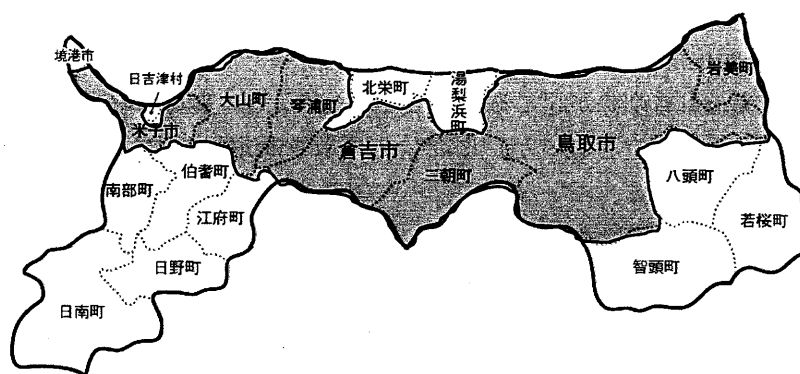 境港市
日吉津村
米子市
大山町
琴浦町
北栄町
湯梨浜町
岩美町
倉吉市
三朝町
鳥取市
南部町
伯耆町
江府町
八頭町
若桜町
日野町
智頭町
日南町